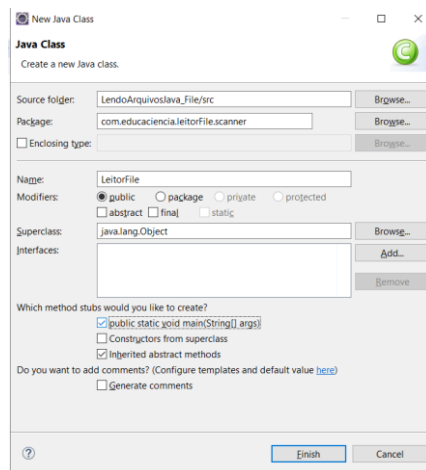 New Java Class
Java Class
Create a new Java class.
Source folder: LendoArquivosJava_File/src Browse...
Package: com.educaciencia.leitorFile.scanner Browse...
Enclosing type: Browse...
Name: LeitorFile
Modifiers: public package private protected
abstract final static
Superclass: java.lang.Object Browse...
Interfaces: Add...
Remove
Which method stubs would you like to create?
public static void main(String[] args)
Constructors from superclass
Inherited abstract methods
Do you want to add comments? (Configure templates and default value here)
Generate comments
? Finish Cancel